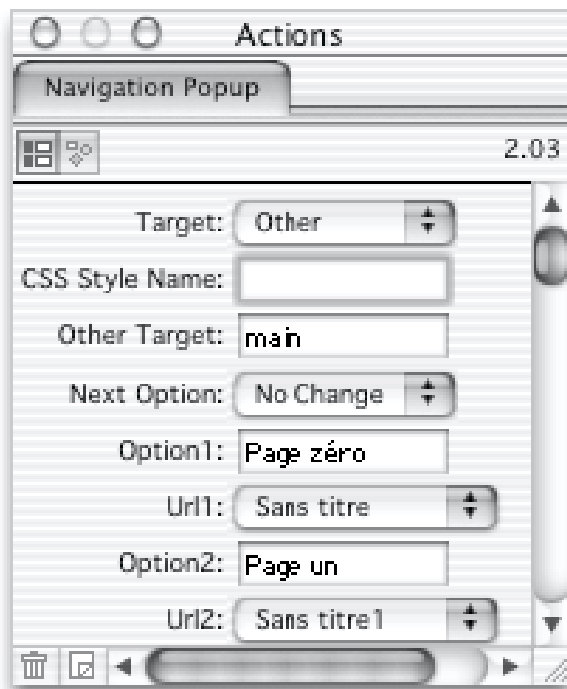 Actions
Navigation Popup
2.03
Target: Other
CSS Style Name:
Other Target: main
Next Option: No Change
Option1: Page zéro
Url1: Sans titre
Option2: Page un
Url2: Sans titre1